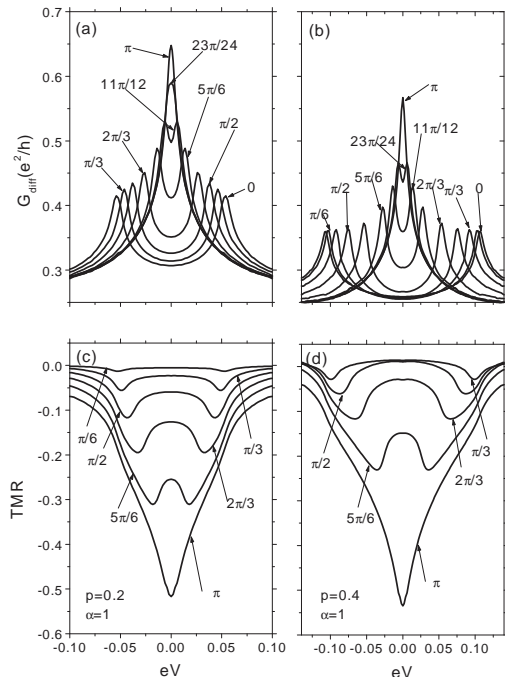 (a)
π
23π/24
11π/12
5π/6
2π/3
π/2
π/3
0
0.7
0.6
0.5
0.4
0.3
G_diff(e²/h)
(b)
π
23π/24
11π/12
5π/6
π/2
2π/3
π/3
0
π/6
(c)
0.0
-0.1
-0.2
-0.3
-0.4
-0.5
-0.6
TMR
π/6
π/3
π/2
2π/3
5π/6
π
p=0.2
α=1
-0.10 -0.05 0.00 0.05 0.10
eV
(d)
π/3
π/2
2π/3
5π/6
π
p=0.4
α=1
-0.10 -0.05 0.00 0.05 0.10
eV